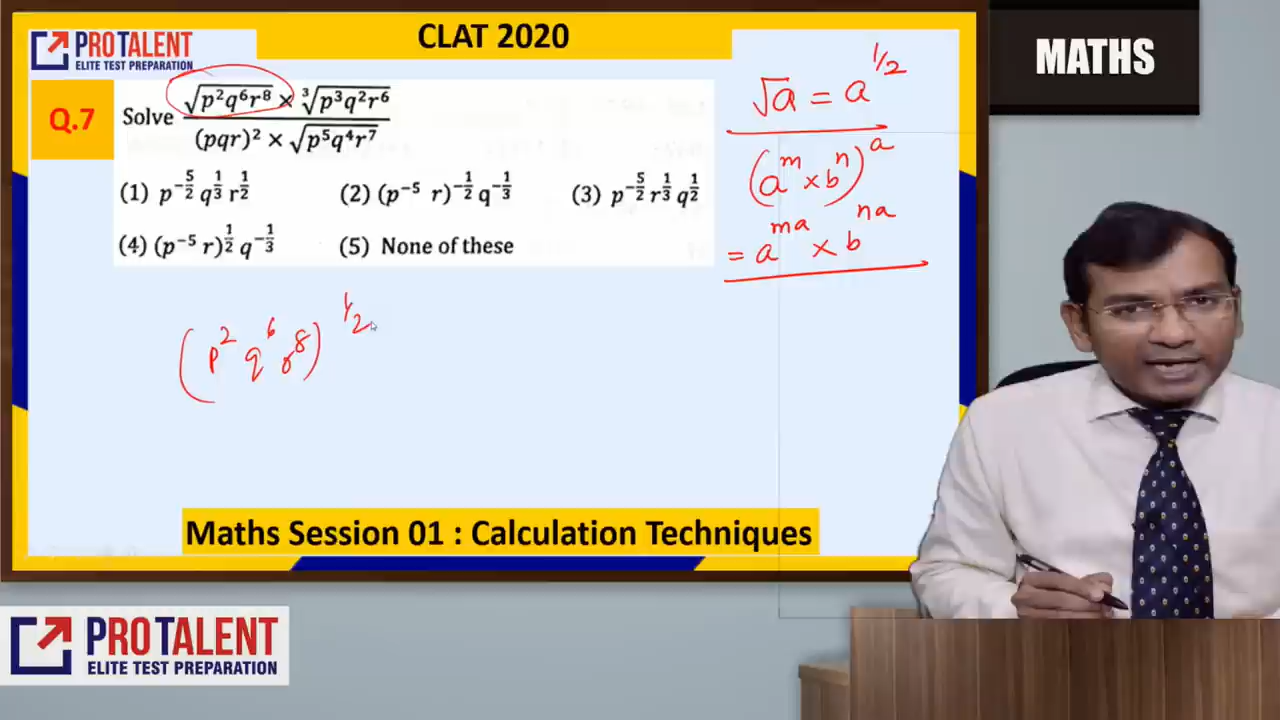 CLAT 2020
MATHS
PROTALENT
ELITE TEST PREPARATION
Q.7
Solve (√(p²q⁶r⁸) × ³√(p³q²r⁶)) / ((pqr)² × √(p⁵q⁴r⁷))
(1) p^(-5/2) q^(1/3) r^(1/2)
(2) (p⁻⁵ r)^(-1/2) q^(-1/3)
(3) p^(-5/2) r^(1/3) q^(1/2)
(4) (p⁻⁵ r)^(1/2) q^(-1/3)
(5) None of these
√a = a^(1/2)
(a^m × b^n)^a
= a^(ma) × b^(na)
(p² q⁶ r⁸)^(1/2)
Maths Session 01 : Calculation Techniques
PROTALENT
ELITE TEST PREPARATION